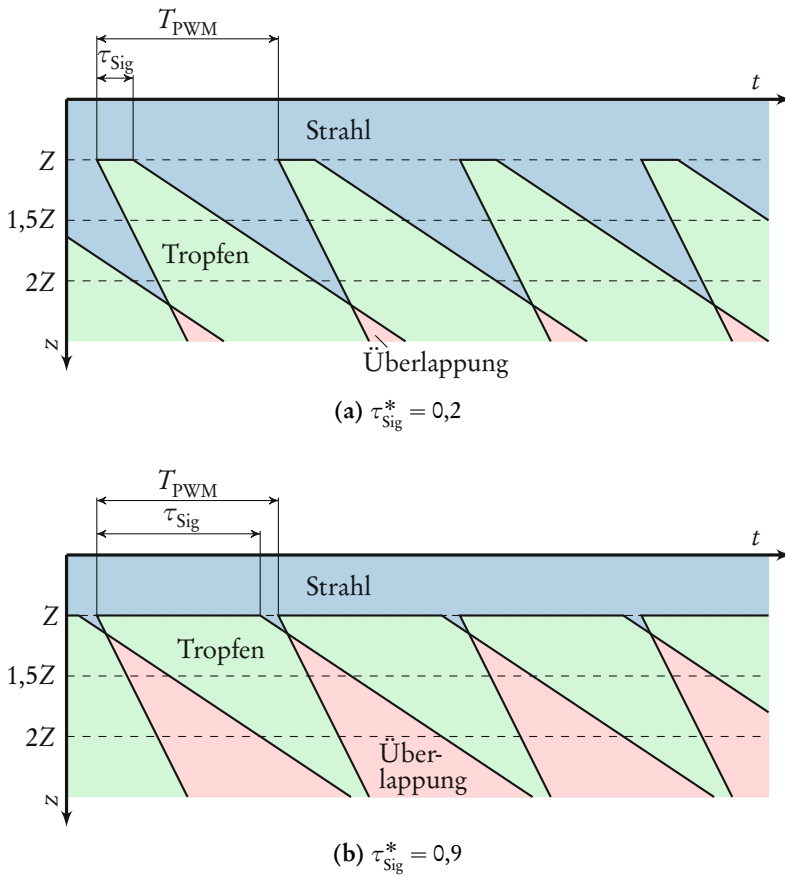 T_PWM
τ_Sig
t
Strahl
Z
1,5Z
Tropfen
2Z
z
Überlappung
(a) τ*_Sig = 0,2
T_PWM
τ_Sig
t
Strahl
Z
Tropfen
1,5Z
2Z
Über-
lappung
z
(b) τ*_Sig = 0,9